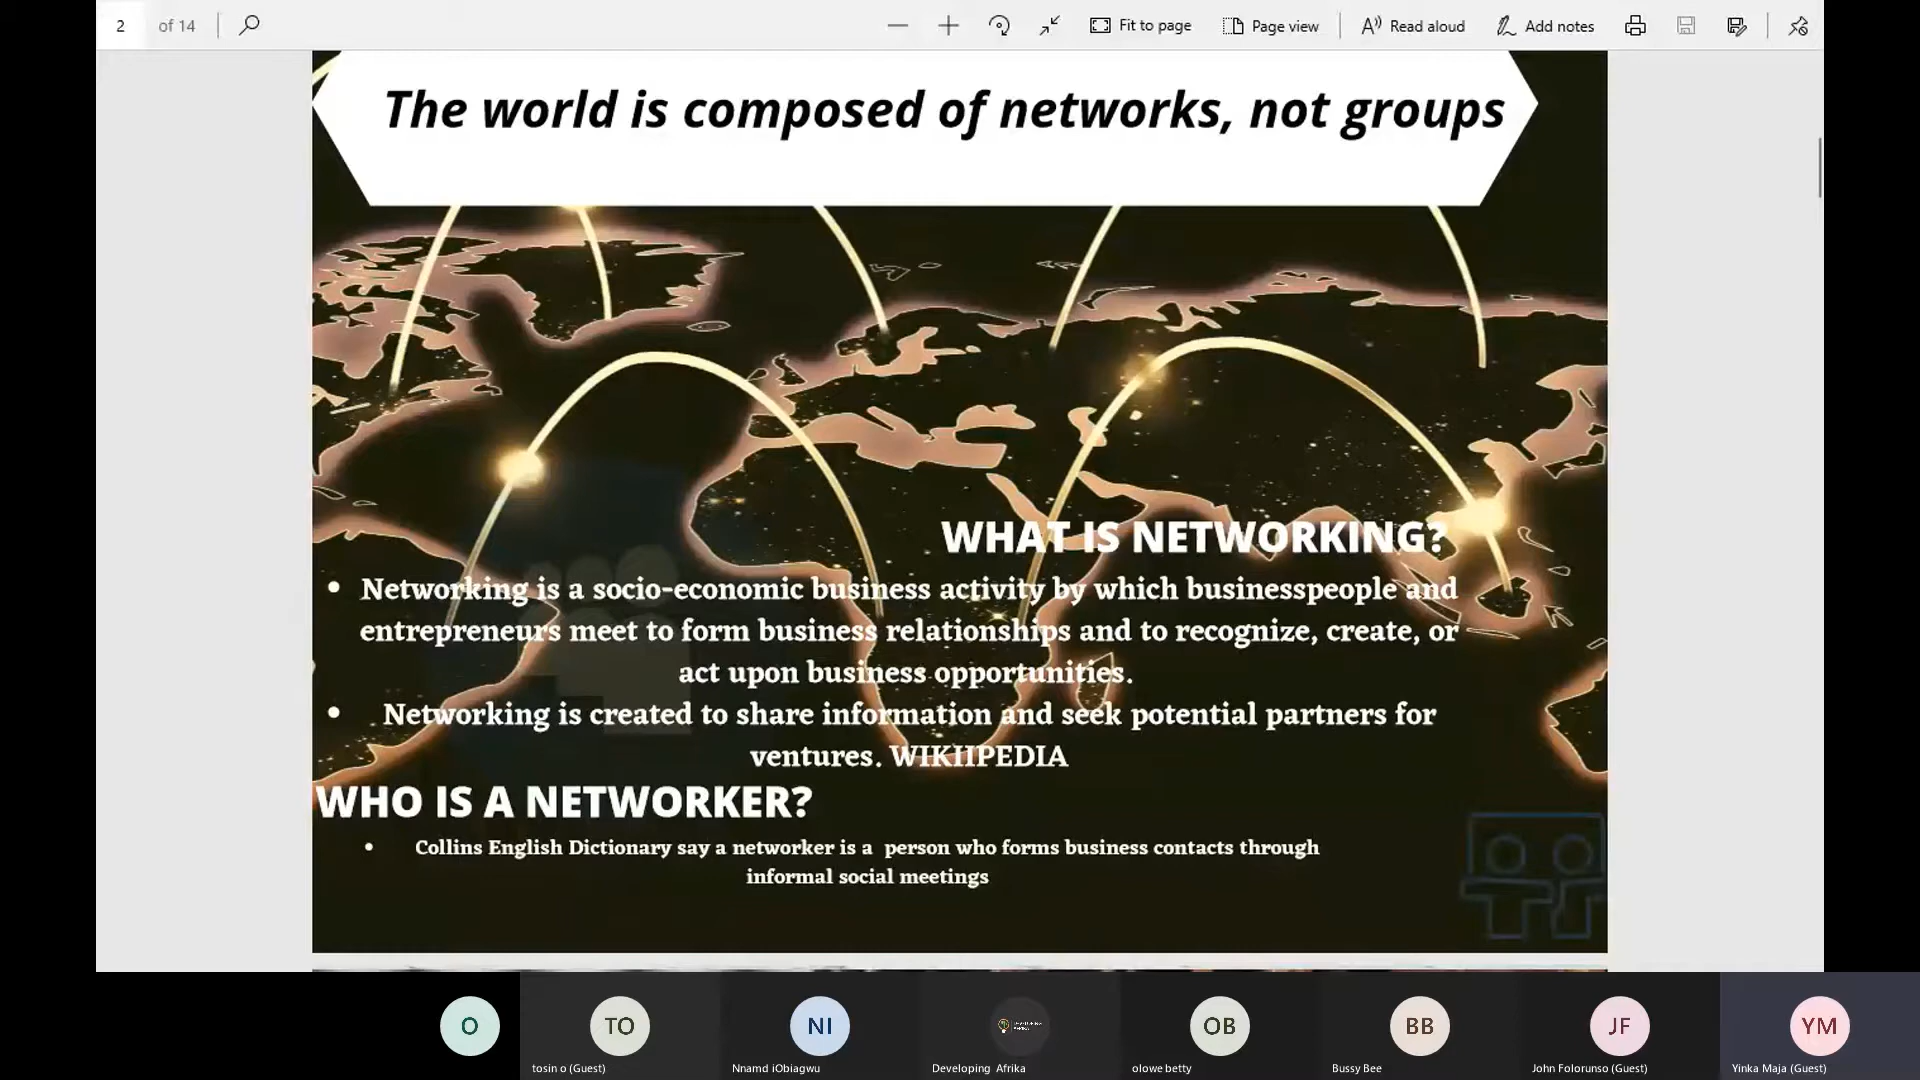 2 of 14
Fit to page
Page view
Read aloud
Add notes
The world is composed of networks, not groups
WHAT IS NETWORKING?
• Networking is a socio-economic business activity by which businesspeople and
entrepreneurs meet to form business relationships and to recognize, create, or
act upon business opportunities.
• Networking is created to share information and seek potential partners for
ventures. WIKIIPEDIA
WHO IS A NETWORKER?
• Collins English Dictionary say a networker is a person who forms business contacts through
informal social meetings
O
TO
NI
OB
BB
JF
YM
tosin o (Guest)
Nnamd iObiagwu
Developing Afrika
olowe betty
Bussy Bee
John Folorunso (Guest)
Yinka Maja (Guest)